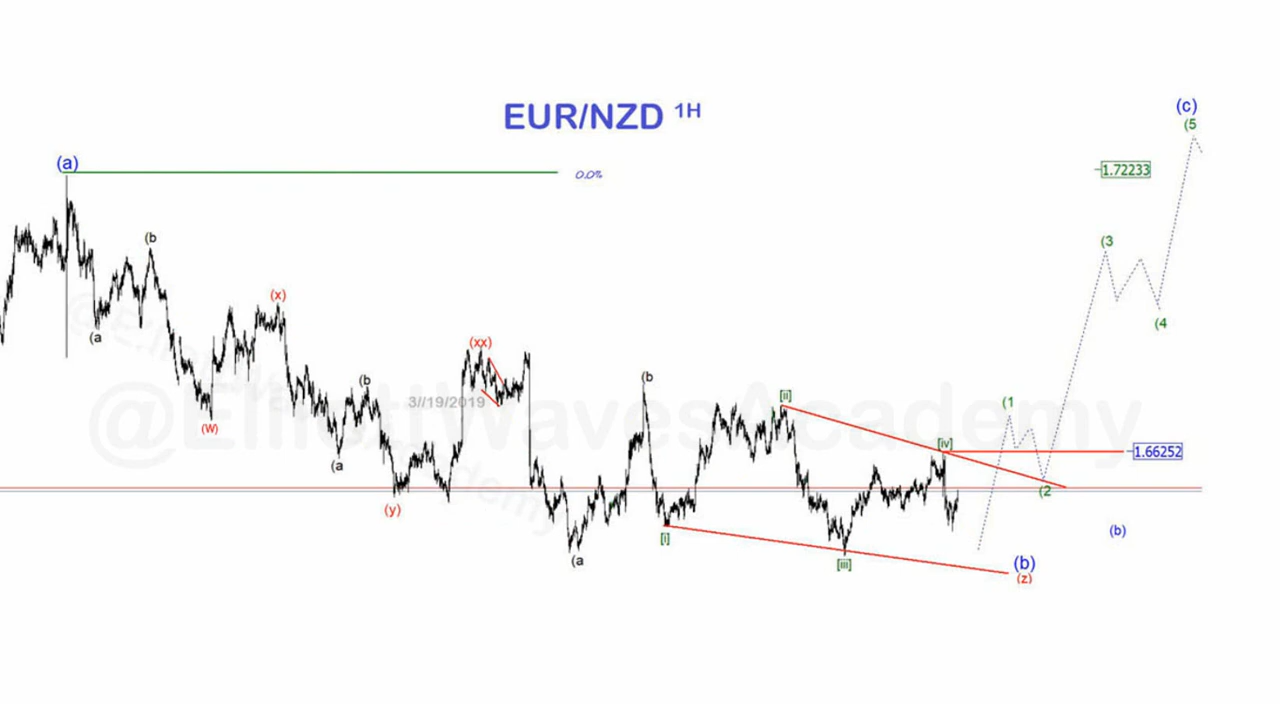 EUR/NZD 1H
(c)
(5
(a)
1.72233
0.0%
(b
(3
(x)
(4
(a
(xx)
(b
(b
[ii]
3//19/2019
(1
@ElliottWavesAcademy
(w)
[iv]
1.66252
(a
(2
(y)
(b)
[i]
(a
[iii]
(b)
(z)